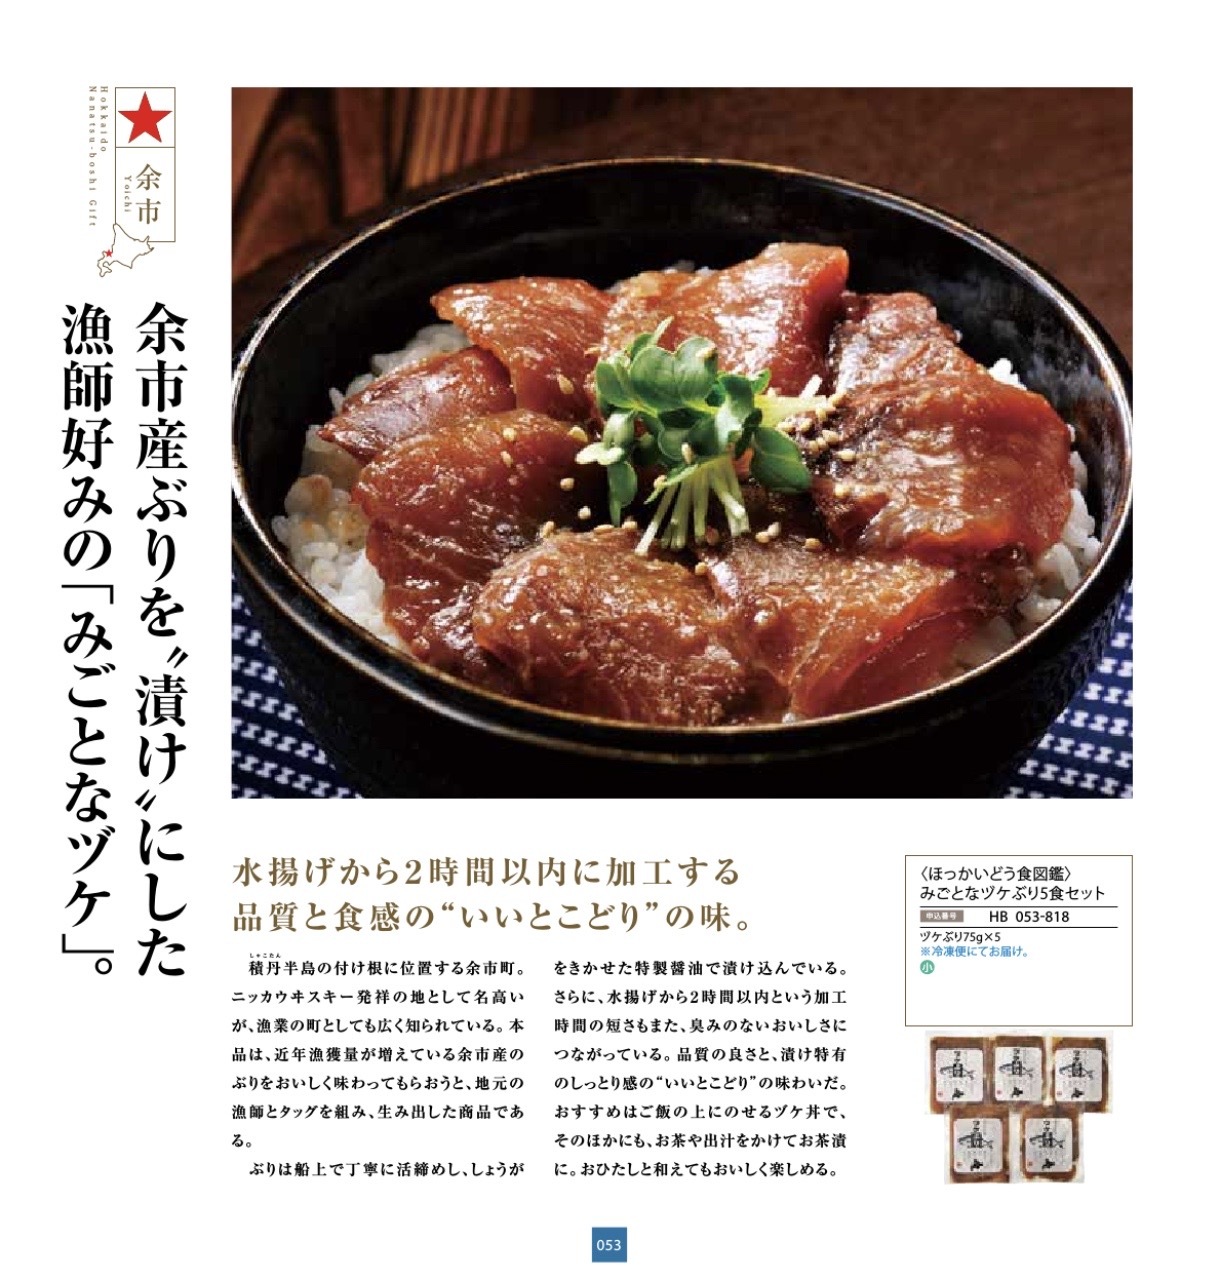 Hokkaido
Nanatsu-boshi Gift
余市
Yoichi
余市産ぶりを〝漬け〟にした
漁師好みの「みごとなヅケ」。
水揚げから2時間以内に加工する
品質と食感の“いいとこどり”の味。
しゃこたん
積丹半島の付け根に位置する余市町。
ニッカウヰスキー発祥の地として名高い
が、漁業の町としても広く知られている。本
品は、近年漁獲量が増えている余市産の
ぶりをおいしく味わってもらおうと、地元の
漁師とタッグを組み、生み出した商品であ
る。
ぶりは船上で丁寧に活締めし、しょうが
をきかせた特製醤油で漬け込んでいる。
さらに、水揚げから2時間以内という加工
時間の短さもまた、臭みのないおいしさに
つながっている。品質の良さと、漬け特有
のしっとり感の“いいとこどり”の味わいだ。
おすすめはご飯の上にのせるヅケ丼で、
そのほかにも、お茶や出汁をかけてお茶漬
に。おひたしと和えてもおいしく楽しめる。
〈ほっかいどう食図鑑〉
みごとなヅケぶり5食セット
申込番号 HB 053-818
ヅケぶり75g×5
※冷凍便にてお届け。
小
053